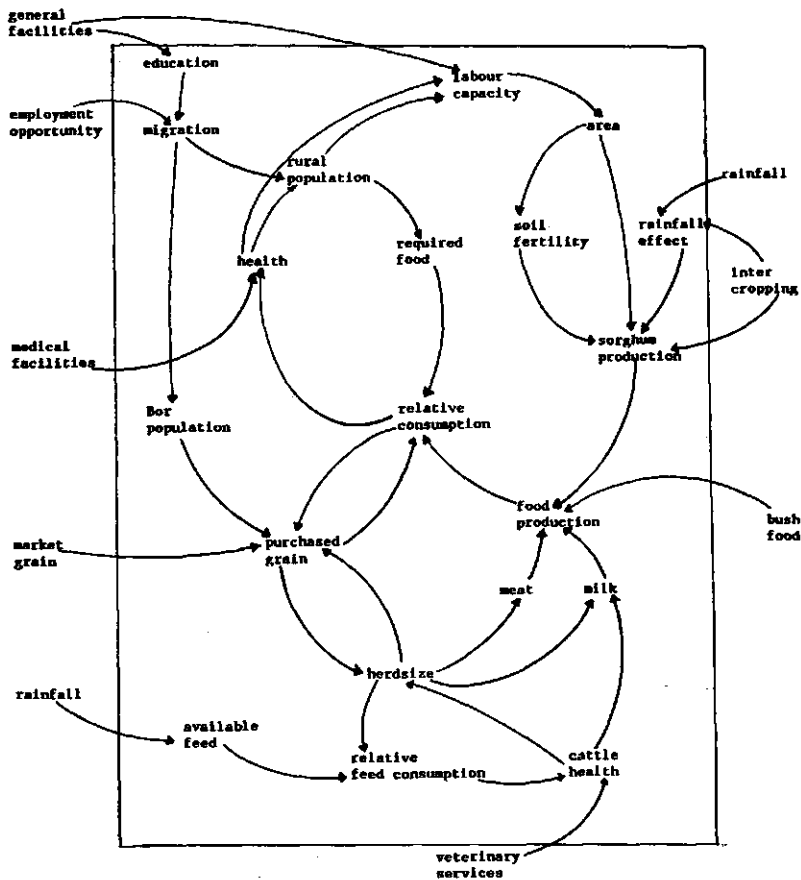 general
facilities
education
labour
capacity
employment
opportunity
migration
area
rural
population
rainfall
soil
fertility
rainfall
effect
required
food
health
inter
cropping
medical
facilities
sorghum
production
Bor
population
relative
consumption
food
production
bush
food
market
grain
purchased
grain
meat
milk
herdsize
rainfall
available
feed
relative
feed consumption
cattle
health
veterinary
services